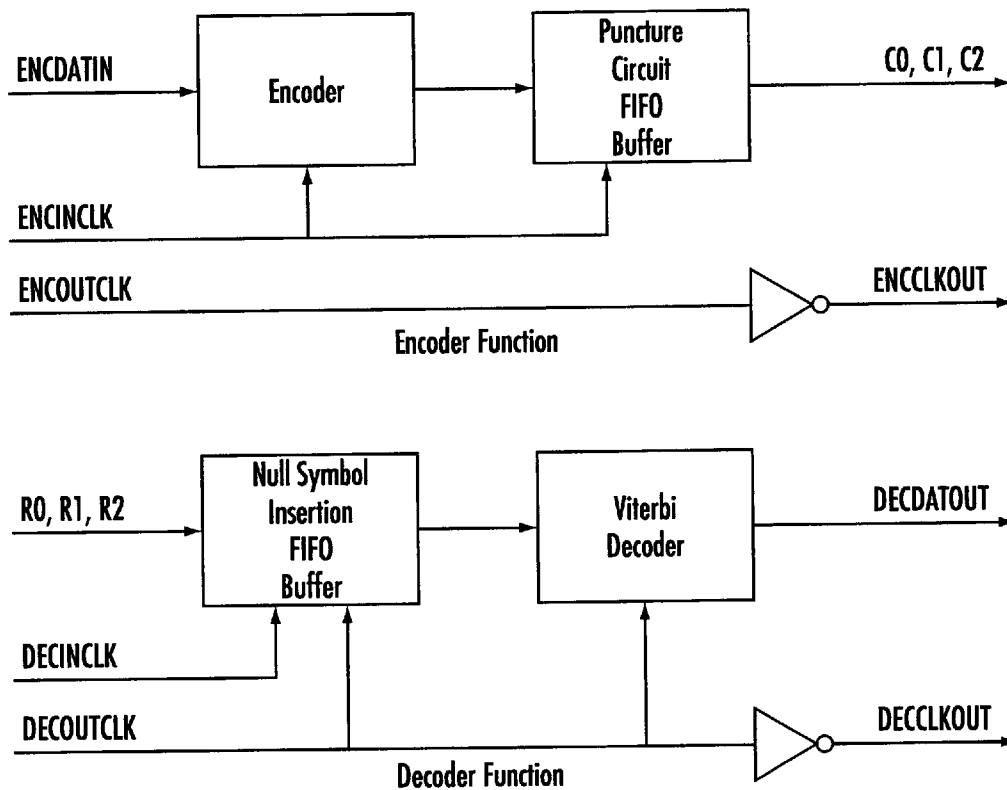 ENCDATIN
Encoder
Puncture
Circuit
FIFO
Buffer
C0, C1, C2
ENCINCLK
ENCOUTCLK
ENCCLKOUT
Encoder Function
R0, R1, R2
Null Symbol
Insertion
FIFO
Buffer
Viterbi
Decoder
DECDATOUT
DECINCLK
DECOUTCLK
DECCLKOUT
Decoder Function